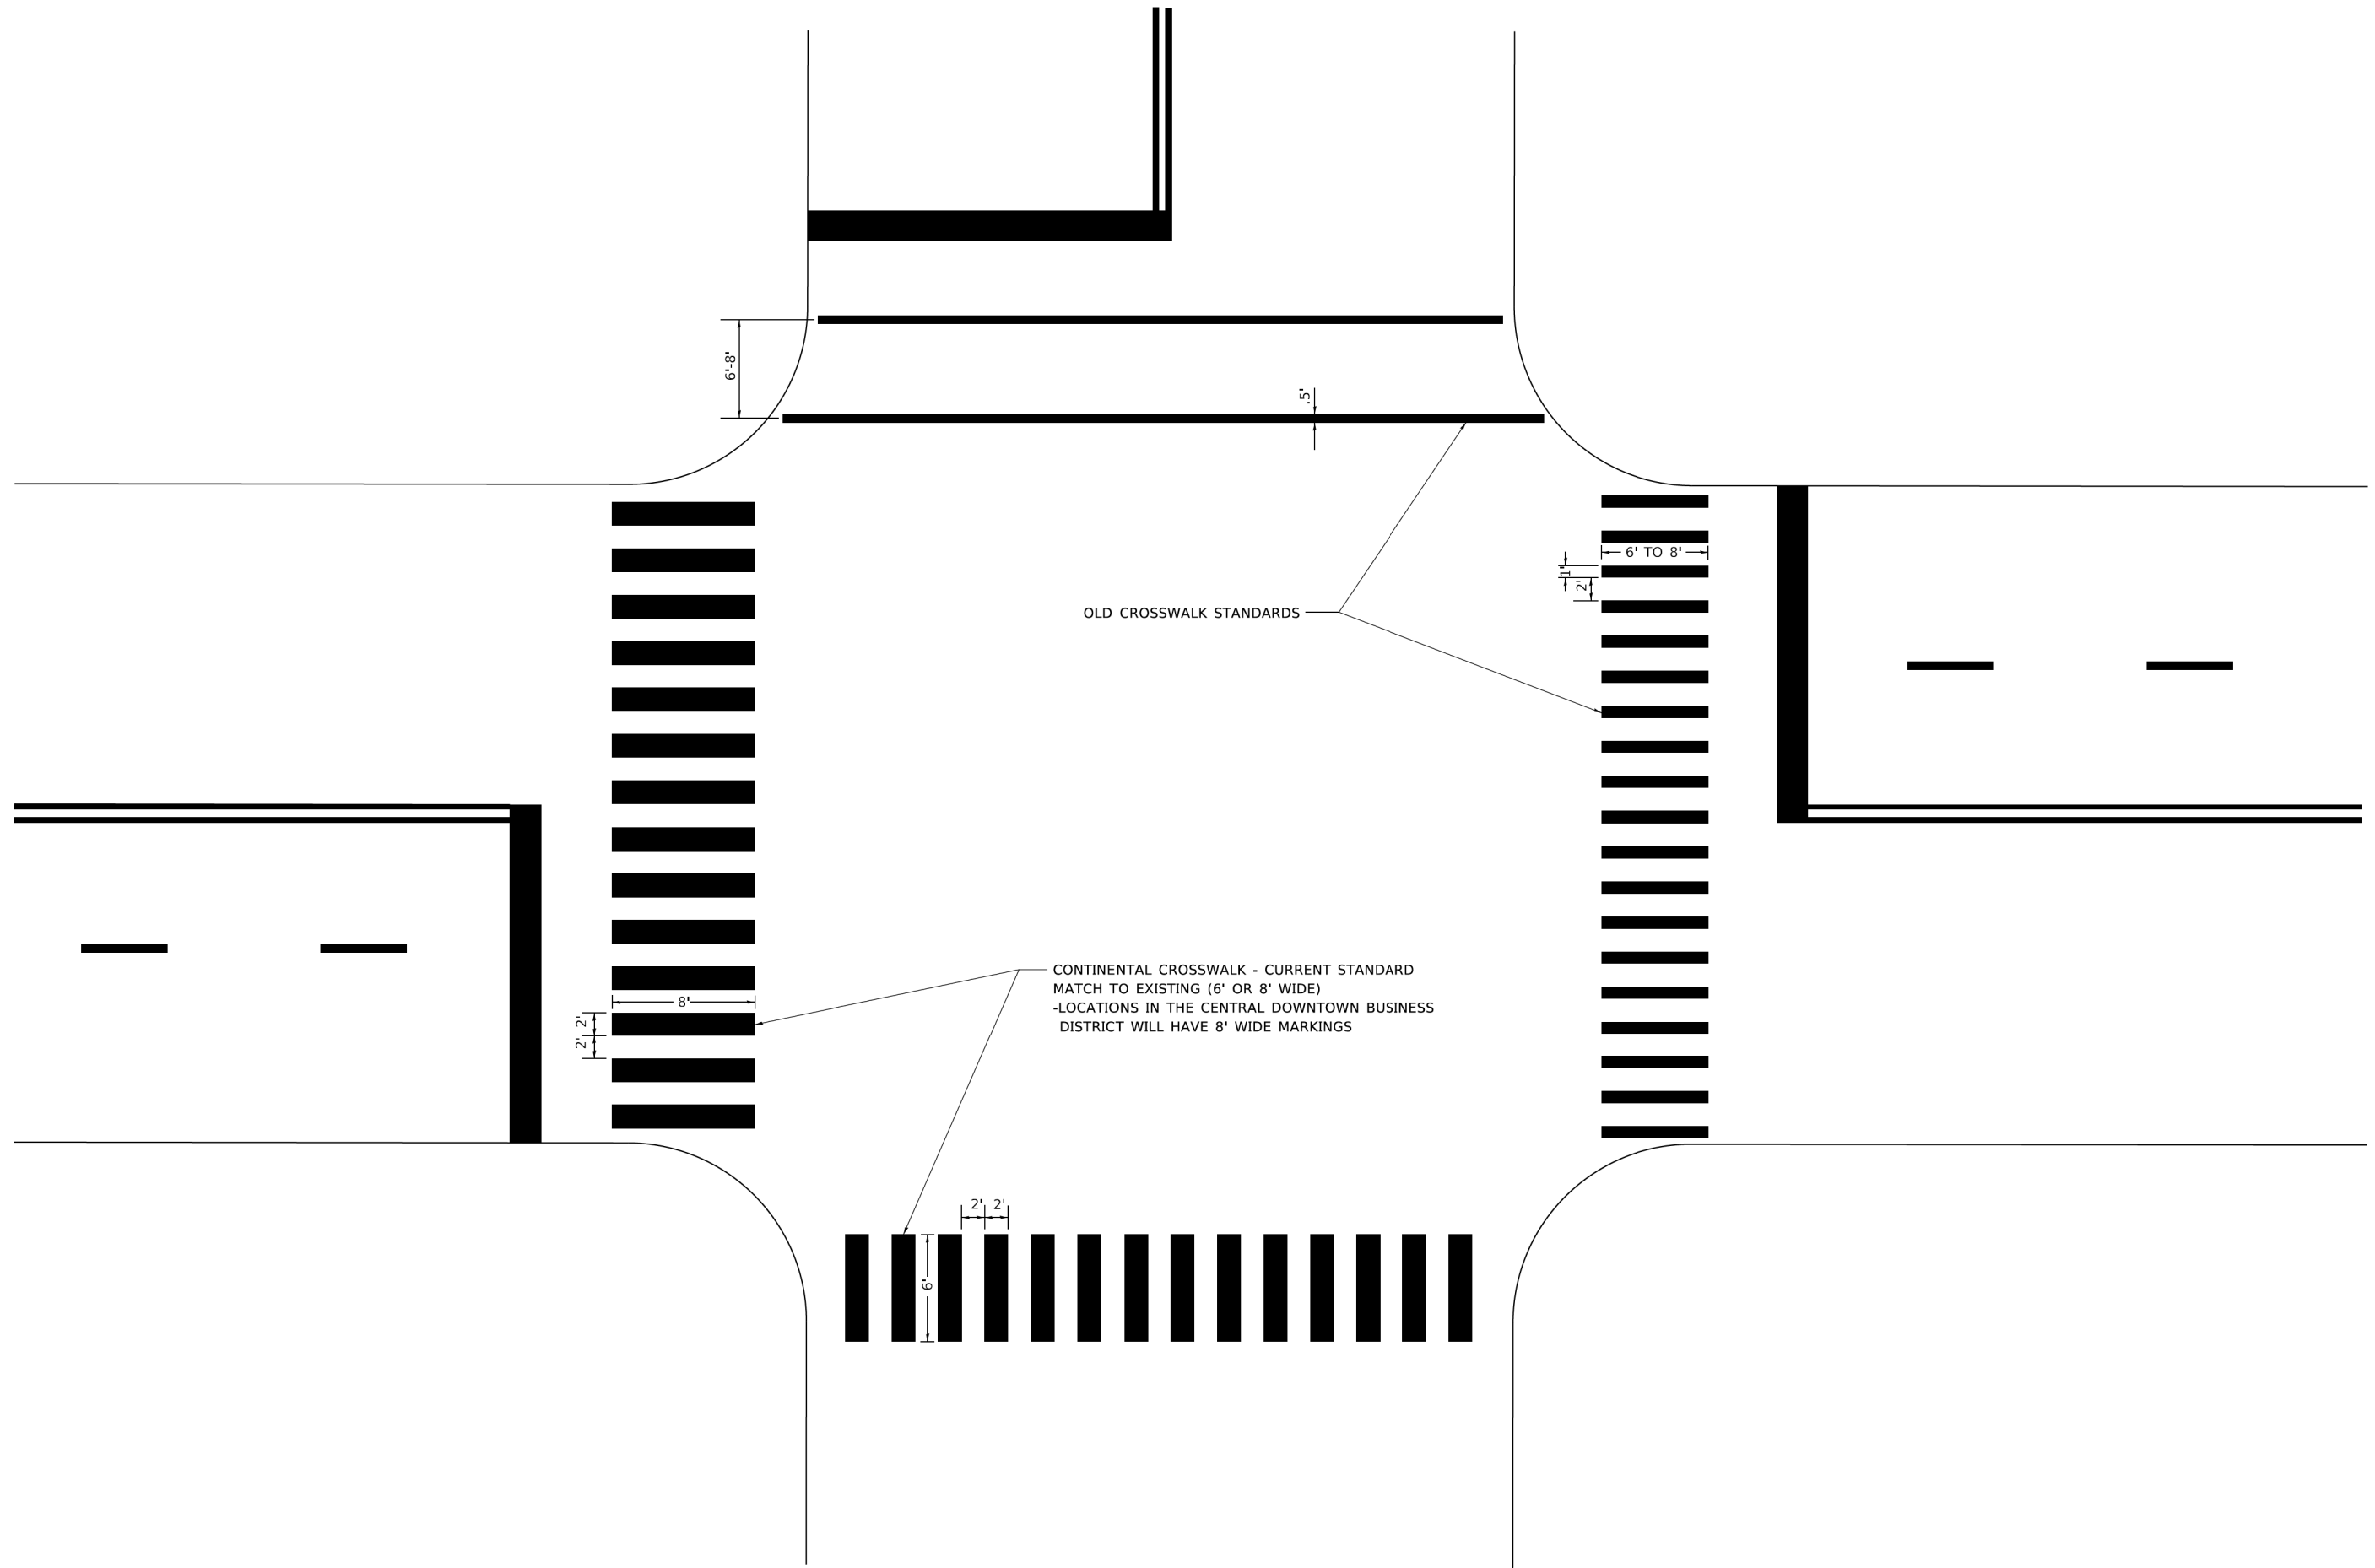 6'-8'
.5'
6' TO 8'
1'
2'
OLD CROSSWALK STANDARDS
CONTINENTAL CROSSWALK - CURRENT STANDARD
MATCH TO EXISTING (6' OR 8' WIDE)
-LOCATIONS IN THE CENTRAL DOWNTOWN BUSINESS
DISTRICT WILL HAVE 8' WIDE MARKINGS
8'
2'
2'
2' 2'
6'